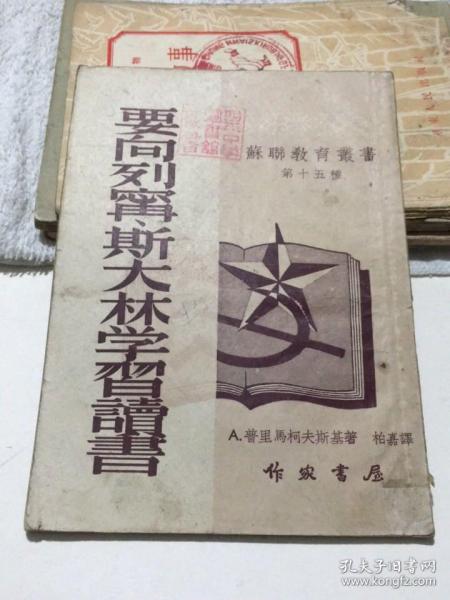 要向列寧、斯大林学習讀書
蘇聯教育叢書
第十五種
A.普里馬柯夫斯基著 柏嘉譯
作家書屋
孔夫子旧书网
www.kongfz.com